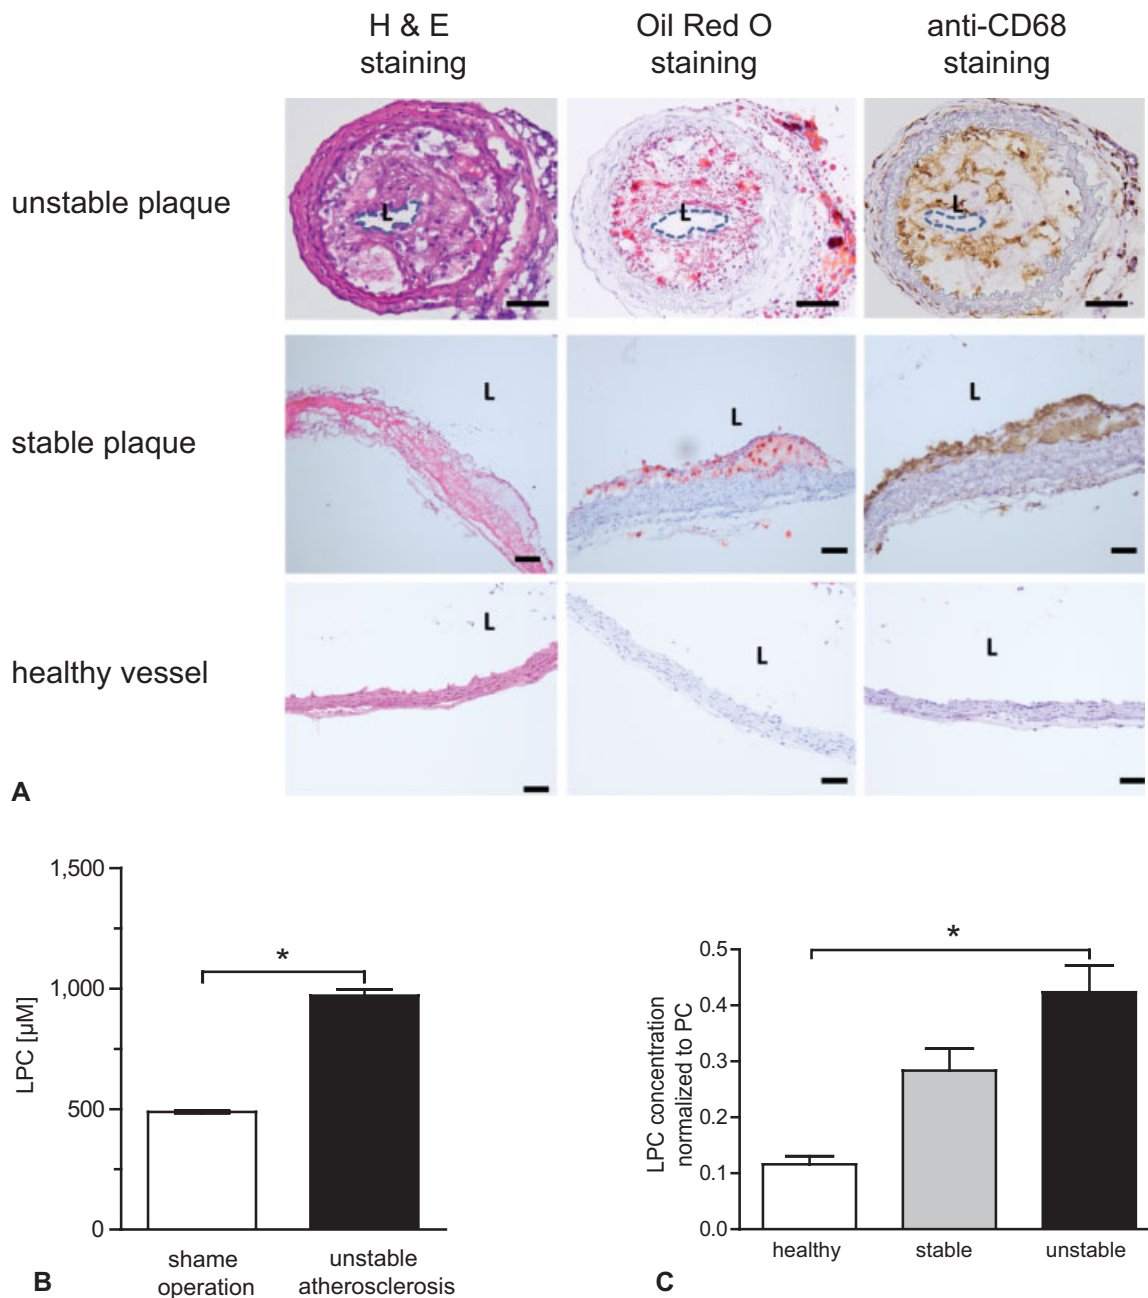 H & E
staining
Oil Red O
staining
anti-CD68
staining
unstable plaque
L
L
L
stable plaque
L
L
L
healthy vessel
L
L
L
A
1,500
1,000
500
0
LPC [µM]
*
shame
operation
unstable
atherosclerosis
B
0.5
0.4
0.3
0.2
0.1
0.0
LPC concentration
normalized to PC
*
healthy
stable
unstable
C